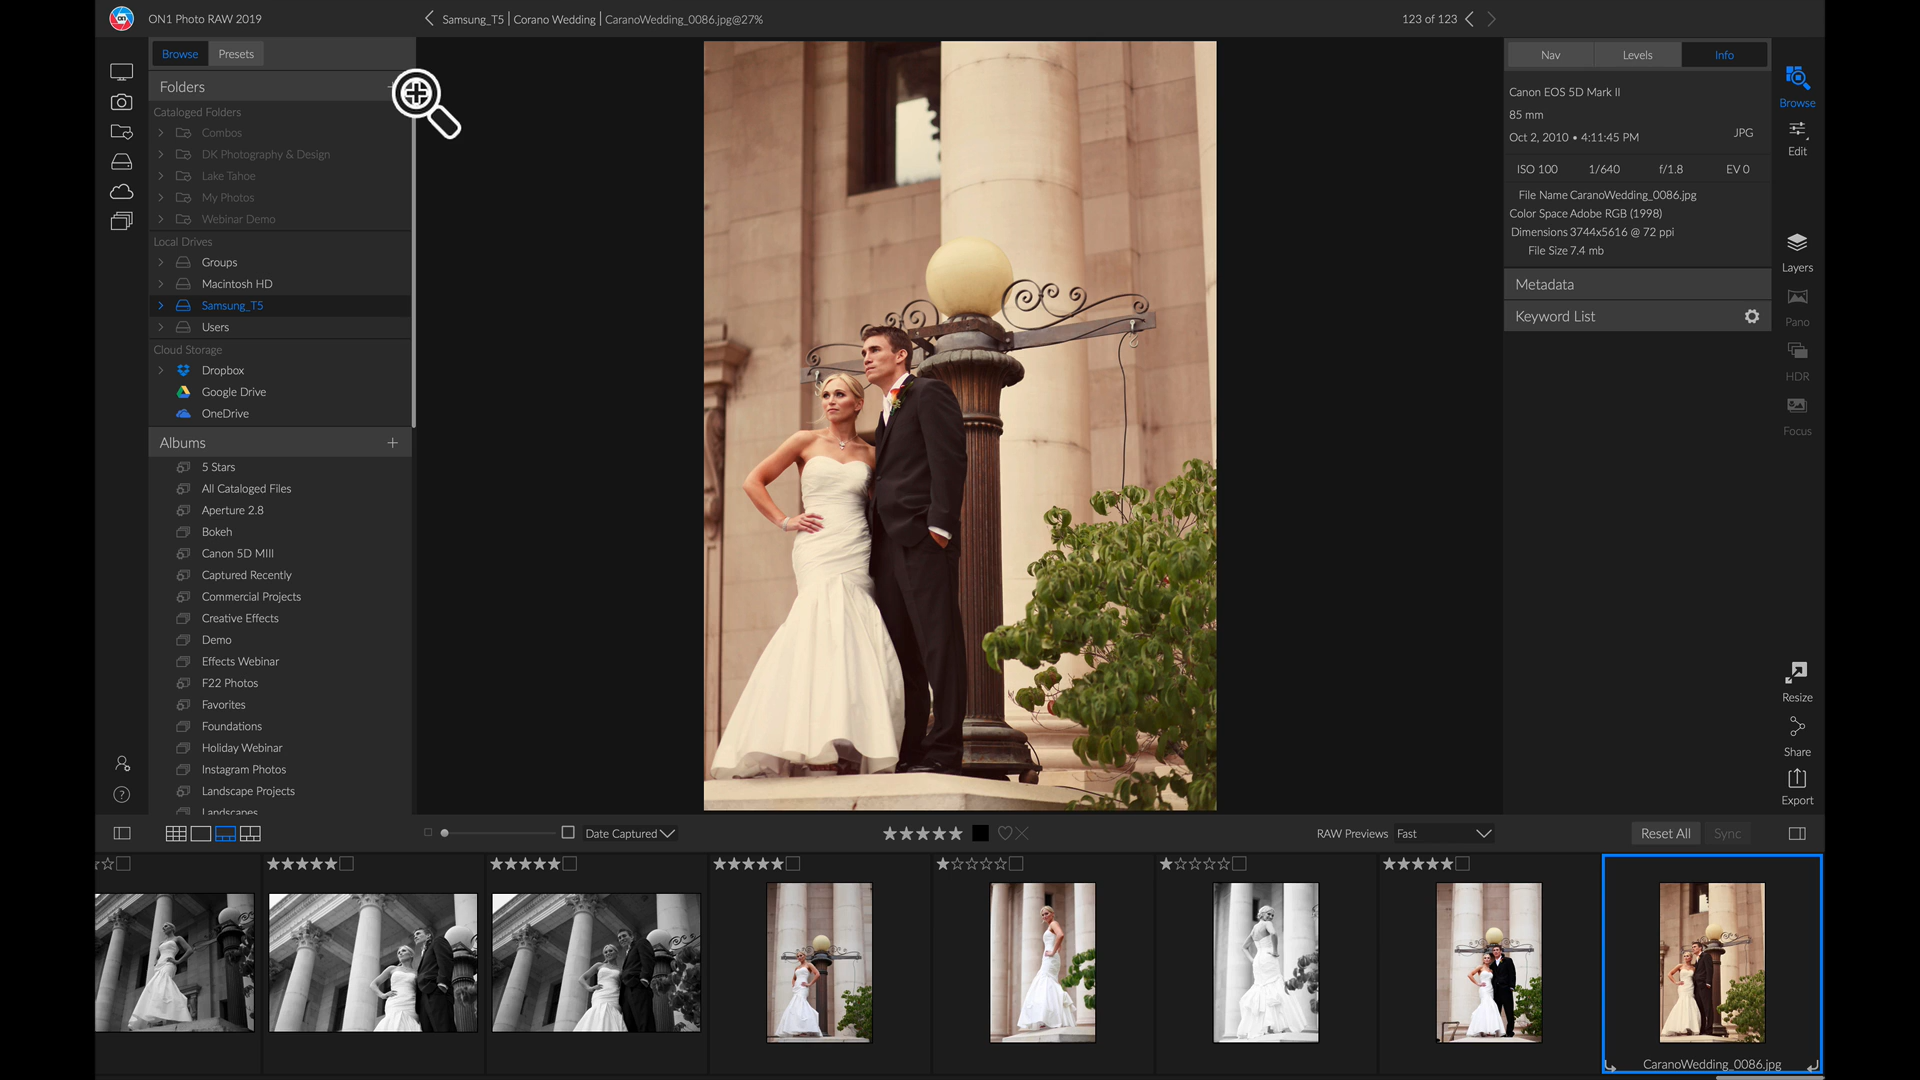 ON1 Photo RAW 2019
Samsung_T5 | Corano Wedding | CaranoWedding_0086.jpg@27%
123 of 123
Browse
Presets
Folders
Cataloged Folders
Combos
DK Photography & Design
Lake Tahoe
My Photos
Webinar Demo
Local Drives
Groups
Macintosh HD
Samsung_T5
Users
Cloud Storage
Dropbox
Google Drive
OneDrive
Albums
5 Stars
All Cataloged Files
Aperture 2.8
Bokeh
Canon 5D MIII
Captured Recently
Commercial Projects
Creative Effects
Demo
Effects Webinar
F22 Photos
Favorites
Foundations
Holiday Webinar
Instagram Photos
Landscape Projects
Landscapes
Nav
Levels
Info
Canon EOS 5D Mark II
85 mm
Oct 2, 2010 • 4:11:45 PM
JPG
ISO 100 1/640 f/1.8 EV 0
File Name CaranoWedding_0086.jpg
Color Space Adobe RGB (1998)
Dimensions 3744x5616 @ 72 ppi
File Size 7.4 mb
Metadata
Keyword List
Browse
Edit
Layers
Pano
HDR
Focus
Resize
Share
Export
Date Captured
RAW Previews Fast
Reset All
Sync
CaranoWedding_0086.jpg